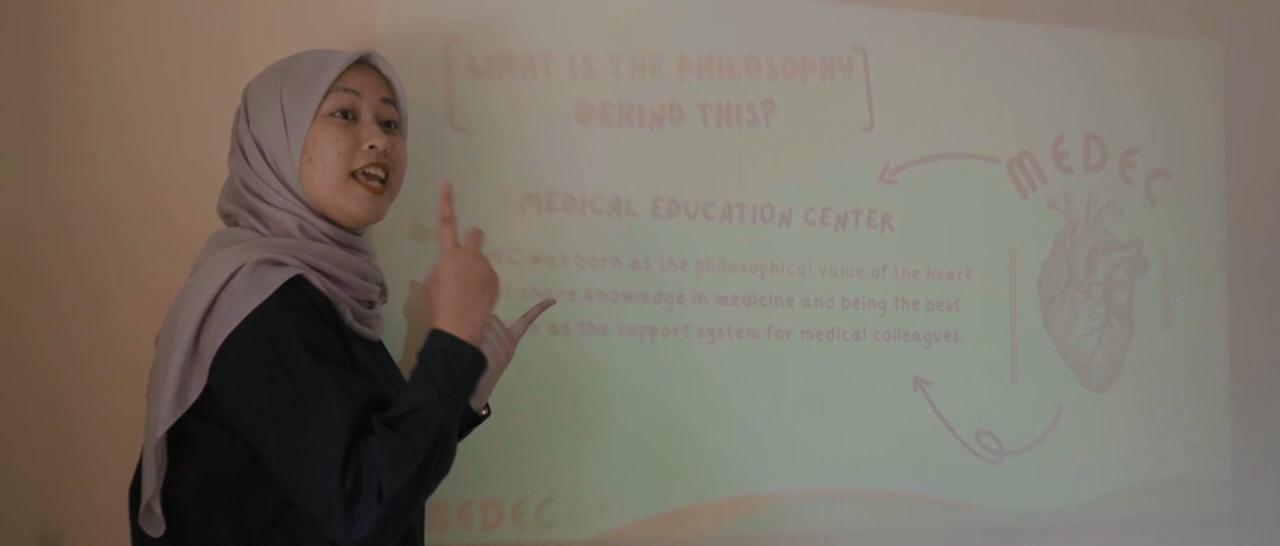 [WHAT IS THE PHILOSOPHY
BEHIND THIS?]
MEDEC
MEDICAL EDUCATION CENTER
was born as the philosophical value of the heart
share knowledge in medicine and being the best
as the support system for medical colleagues.
MEDEC